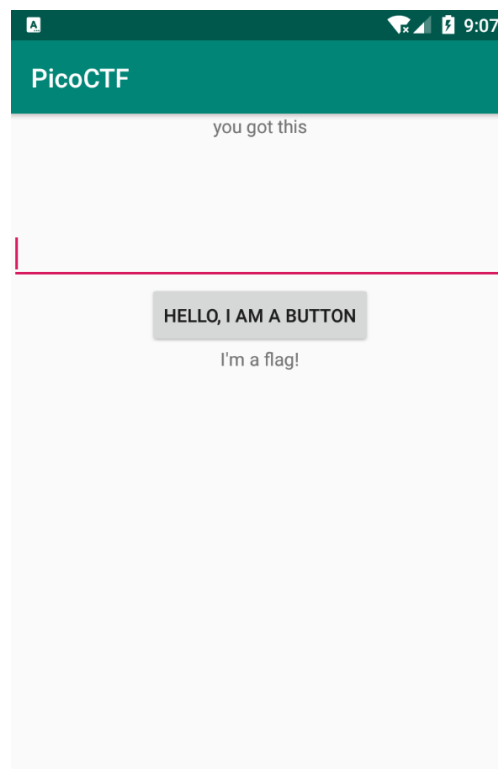 A
9:07
PicoCTF
you got this
HELLO, I AM A BUTTON
I'm a flag!